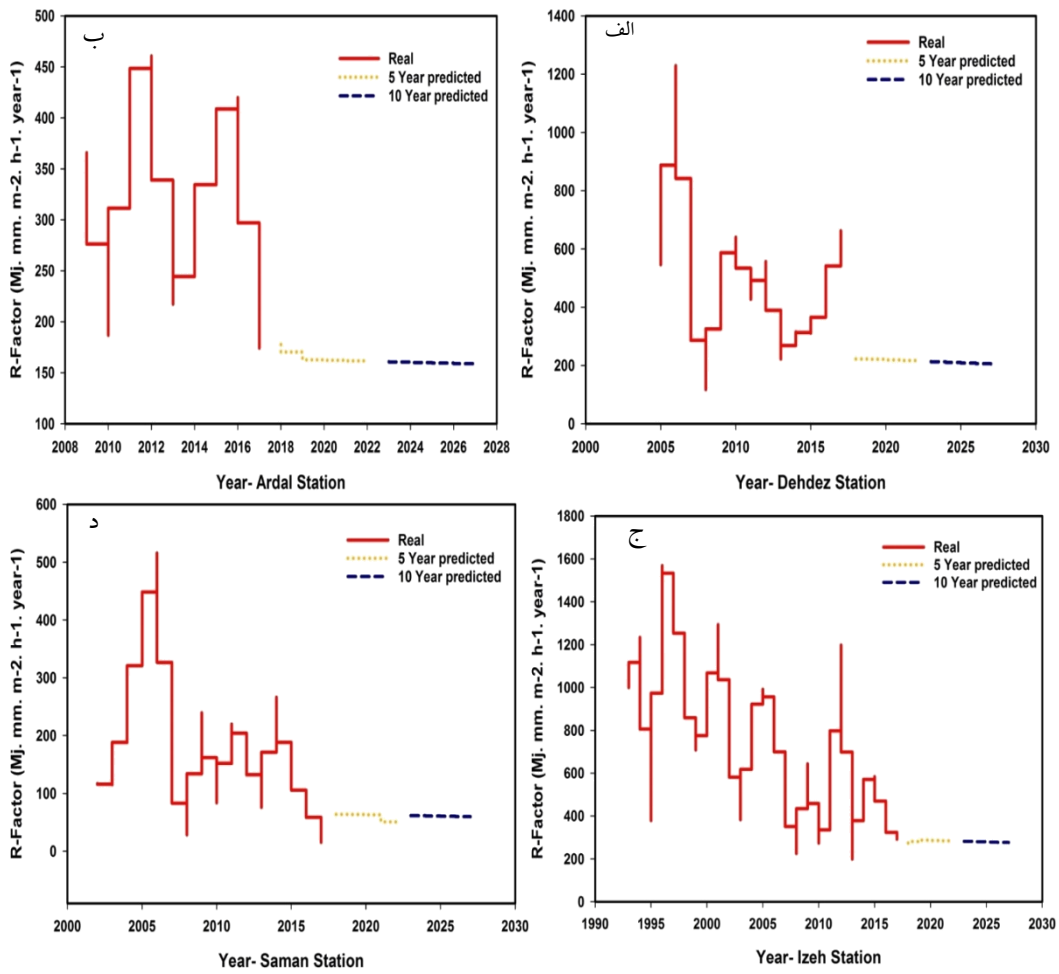 ب
R-Factor (Mj. mm. m-2. h-1. year-1)
500
450
400
350
300
250
200
150
100
Real
5 Year predicted
10 Year predicted
2008 2010 2012 2014 2016 2018 2020 2022 2024 2026 2028
Year- Ardal Station
الف
R-Factor (Mj. mm. m-2. h-1. year-1)
1400
1200
1000
800
600
400
200
0
Real
5 Year predicted
10 Year predicted
2000 2005 2010 2015 2020 2025 2030
Year- Dehdez Station
د
R-Factor (Mj. mm. m-2. h-1. year-1)
600
500
400
300
200
100
0
Real
5 Year predicted
10 Year predicted
2000 2005 2010 2015 2020 2025 2030
Year- Saman Station
ج
R-Factor (Mj. mm. m-2. h-1. year-1)
1800
1600
1400
1200
1000
800
600
400
200
0
Real
5 Year predicted
10 Year predicted
1990 1995 2000 2005 2010 2015 2020 2025 2030
Year- Izeh Station